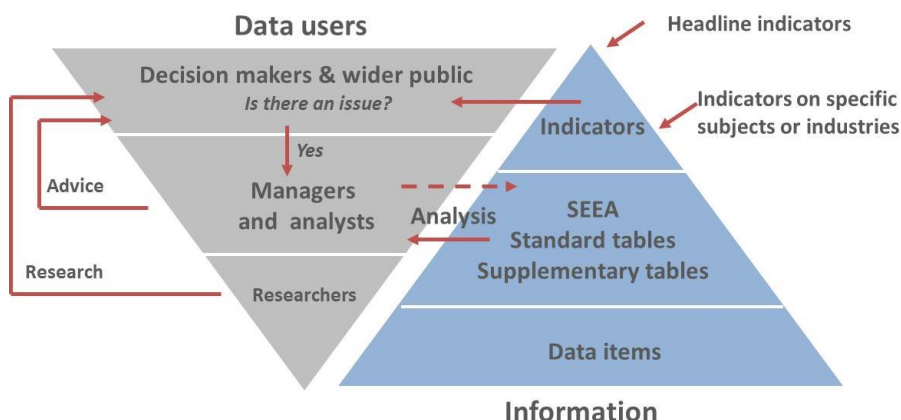 Data users
Headline indicators
Decision makers & wider public
Is there an issue?
Indicators on specific
subjects or industries
Indicators
Yes
Advice
Managers
and analysts
Analysis
SEEA
Standard tables
Supplementary tables
Research
Researchers
Data items
Information